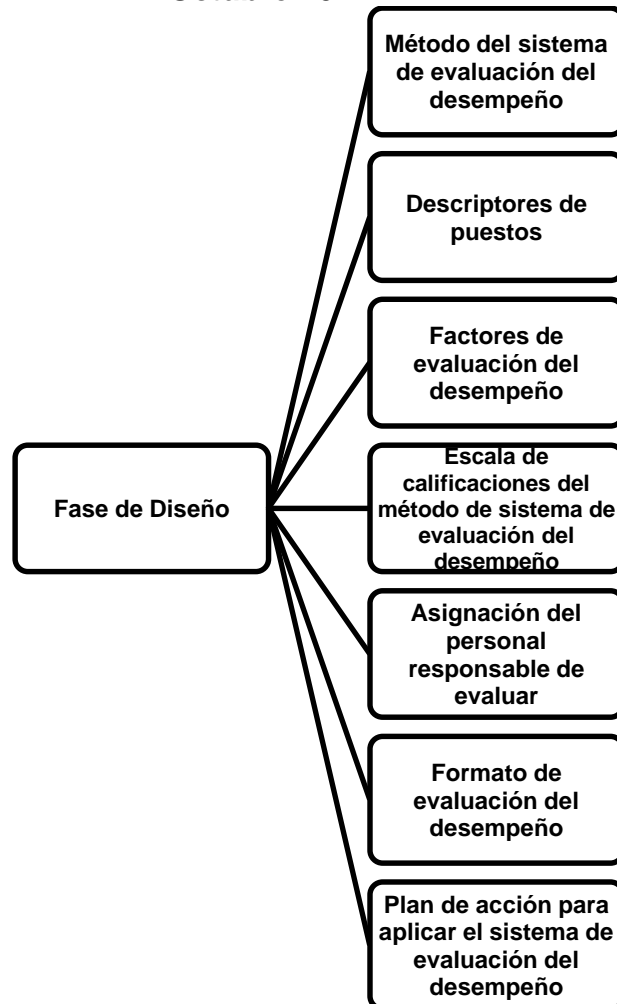 Método del sistema
de evaluación del
desempeño
Descriptores de
puestos
Factores de
evaluación del
desempeño
Fase de Diseño
Escala de
calificaciones del
método de sistema de
evaluación del
desempeño
Asignación del
personal
responsable de
evaluar
Formato de
evaluación del
desempeño
Plan de acción para
aplicar el sistema de
evaluación del
desempeño